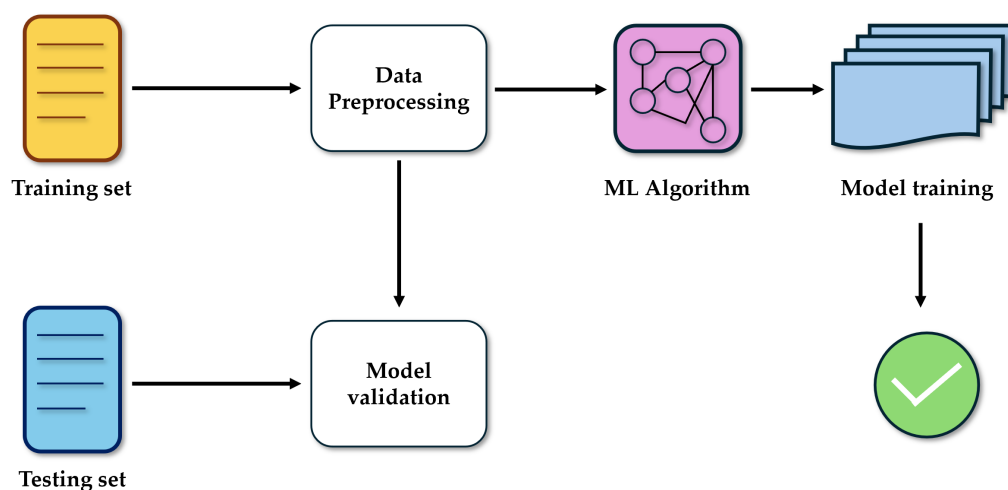 Data
Preprocessing
Training set
ML Algorithm
Model training
Model
validation
Testing set